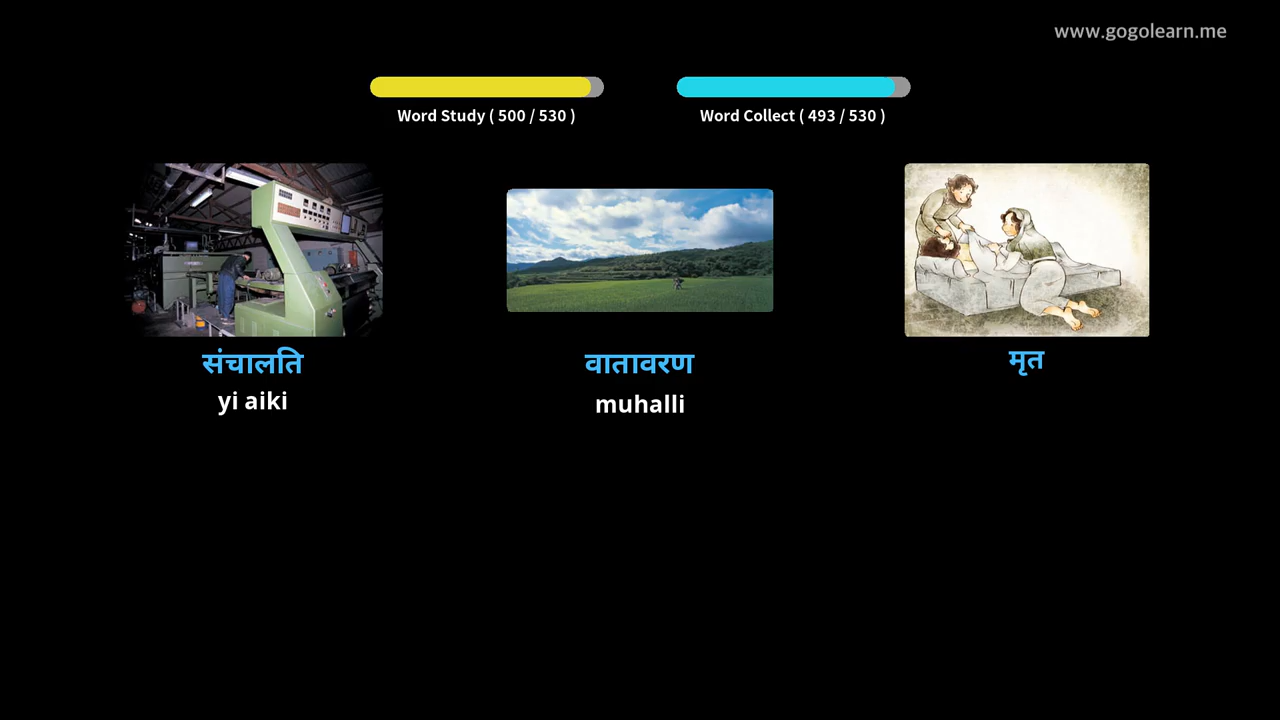 www.gogolearn.me
Word Study ( 500 / 530 )
Word Collect ( 493 / 530 )
संचालति
yi aiki
वातावरण
muhalli
मृत